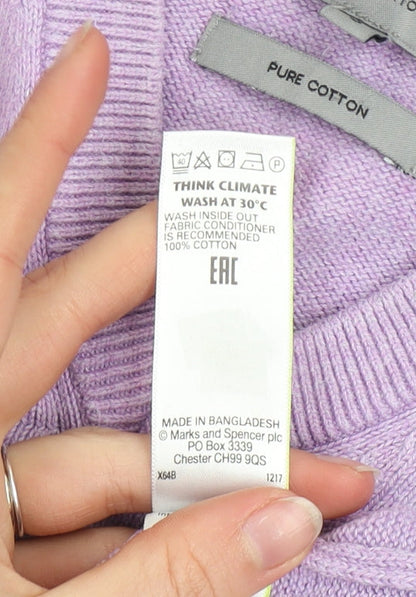 PURE COTTON
THINK CLIMATE
WASH AT 30°C
WASH INSIDE OUT
FABRIC CONDITIONER
IS RECOMMENDED
100% COTTON
EAC
MADE IN BANGLADESH
© Marks and Spencer plc
PO Box 3339
Chester CH99 9QS
X64B 1217